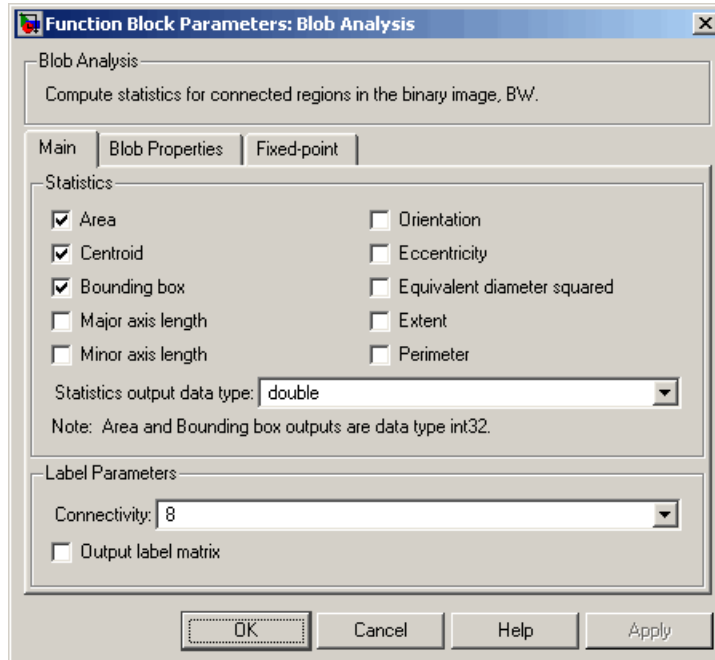 Function Block Parameters: Blob Analysis
Blob Analysis
Compute statistics for connected regions in the binary image, BW.
Main Blob Properties Fixed-point
Statistics
Area Orientation
Centroid Eccentricity
Bounding box Equivalent diameter squared
Major axis length Extent
Minor axis length Perimeter
Statistics output data type: double
Note: Area and Bounding box outputs are data type int32.
Label Parameters
Connectivity: 8
Output label matrix
OK Cancel Help Apply